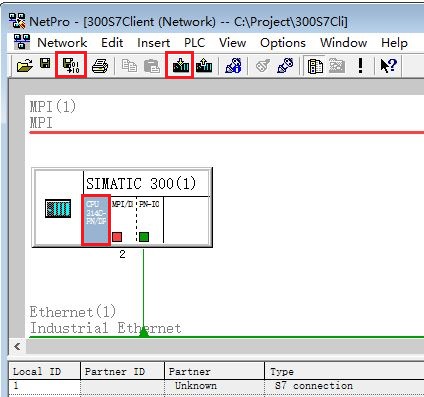 NetPro - [300S7Client (Network) -- C:\Project\300S7Cli]
Network Edit Insert PLC View Options Window Help
MPI(1)
MPI
SIMATIC 300(1)
CPU
314C-
PN/DP
MPI/D
PN-IO
2
Ethernet(1)
Industrial Ethernet
Local ID Partner ID Partner Type
1 Unknown S7 connection